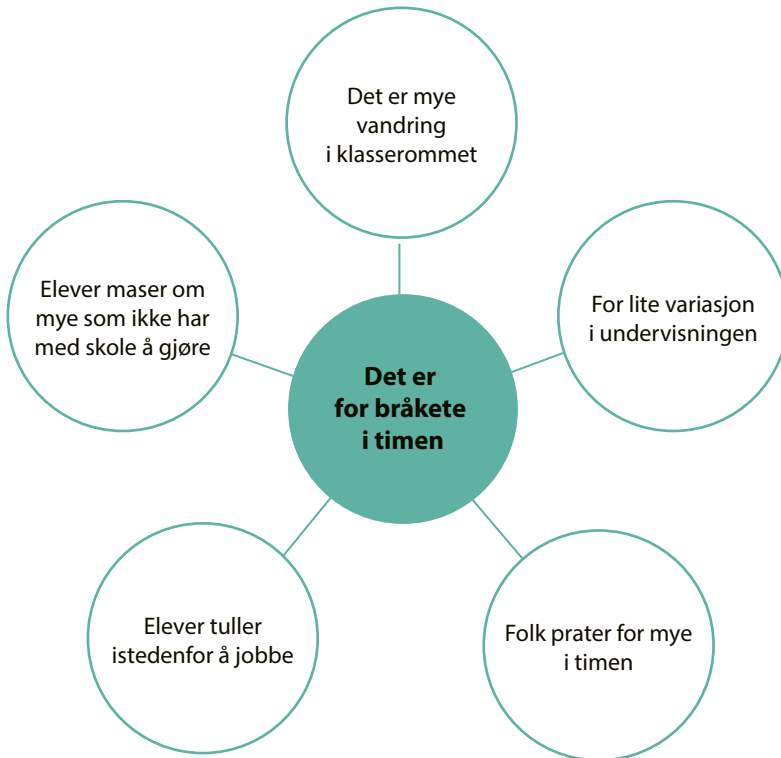 Det er mye
vandring
i klasserommet
Elever maser om
mye som ikke har
med skole å gjøre
For lite variasjon
i undervisningen
Det er
for bråkete
i timen
Elever tuller
istedenfor å jobbe
Folk prater for mye
i timen